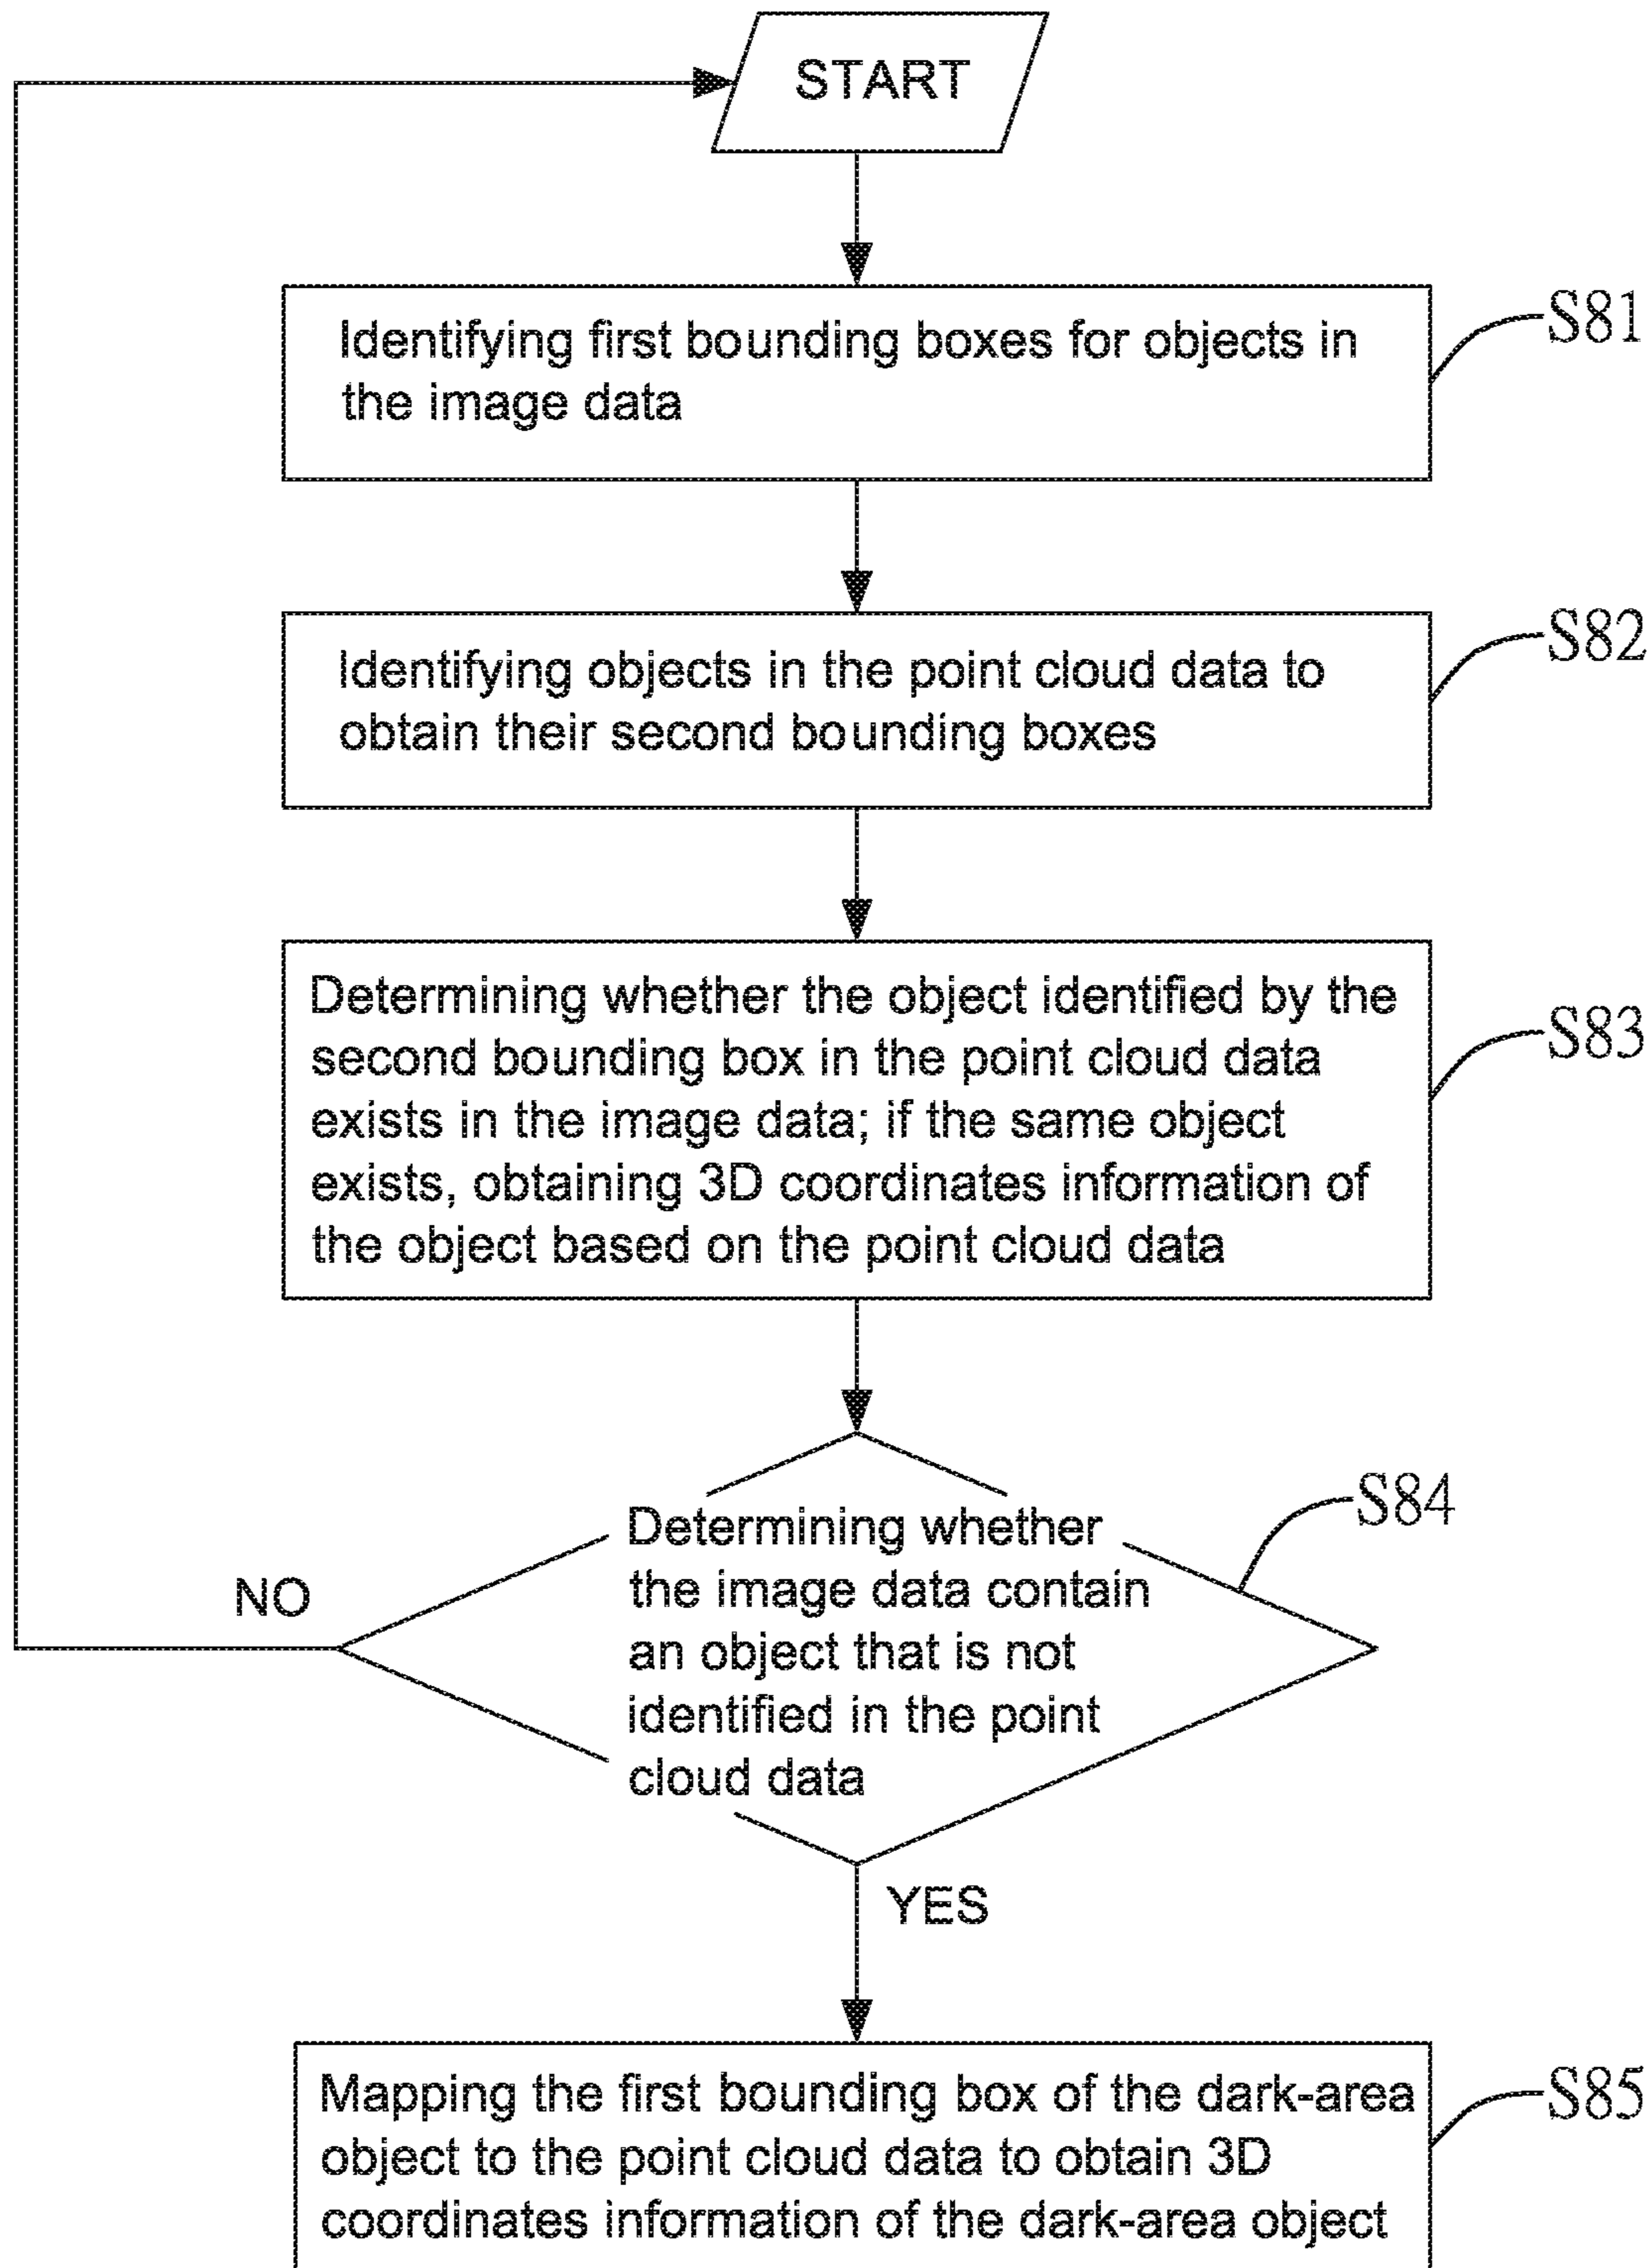 START
Identifying first bounding boxes for objects in
the image data
S81
Identifying objects in the point cloud data to
obtain their second bounding boxes
S82
Determining whether the object identified by the
second bounding box in the point cloud data
exists in the image data; if the same object
exists, obtaining 3D coordinates information of
the object based on the point cloud data
S83
Determining whether
the image data contain
an object that is not
identified in the point
cloud data
S84
NO
YES
Mapping the first bounding box of the dark-area
object to the point cloud data to obtain 3D
coordinates information of the dark-area object
S85